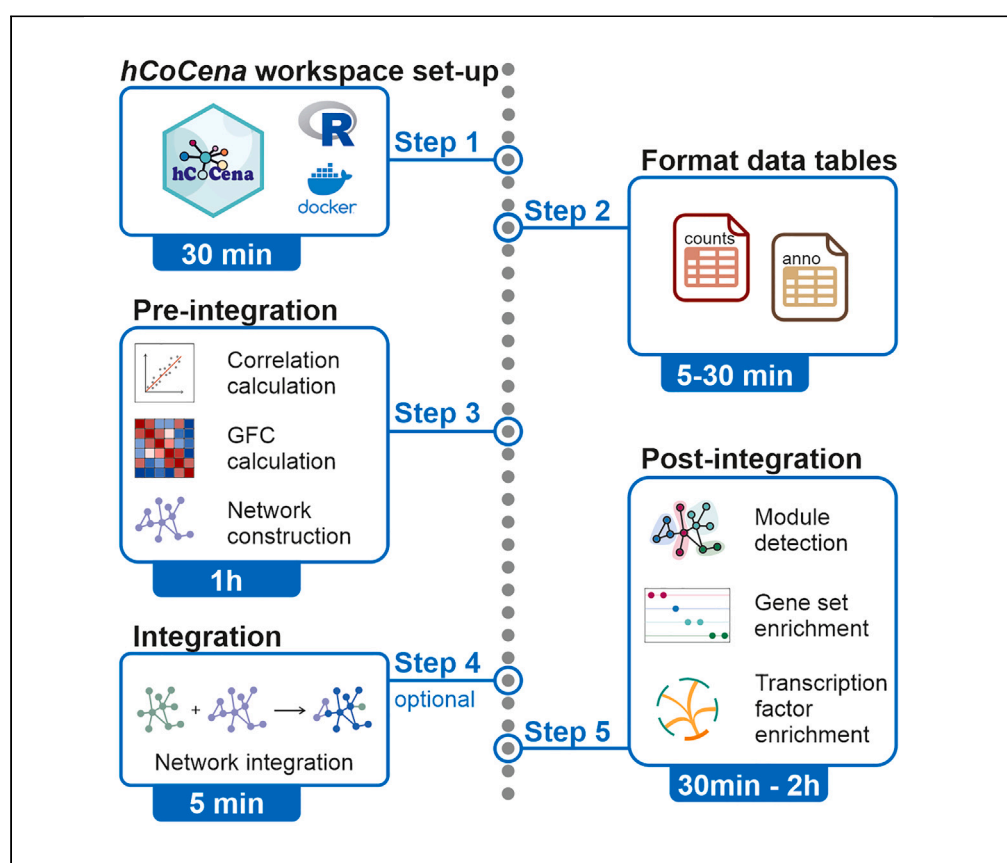 hCoCena workspace set-up
hCoCena
R
docker
Step 1
30 min
Format data tables
Step 2
counts
anno
5-30 min
Pre-integration
Correlation
calculation
GFC
calculation
Network
construction
Step 3
1h
Integration
+
Network integration
Step 4
optional
5 min
Post-integration
Step 5
Module
detection
Gene set
enrichment
Transcription
factor
enrichment
30min - 2h